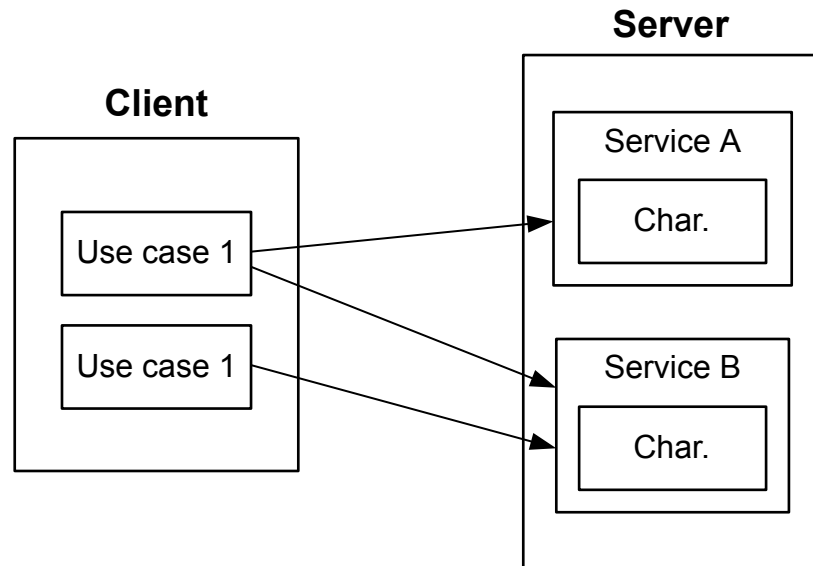 Server
Client
Service A
Char.
Use case 1
Use case 1
Service B
Char.